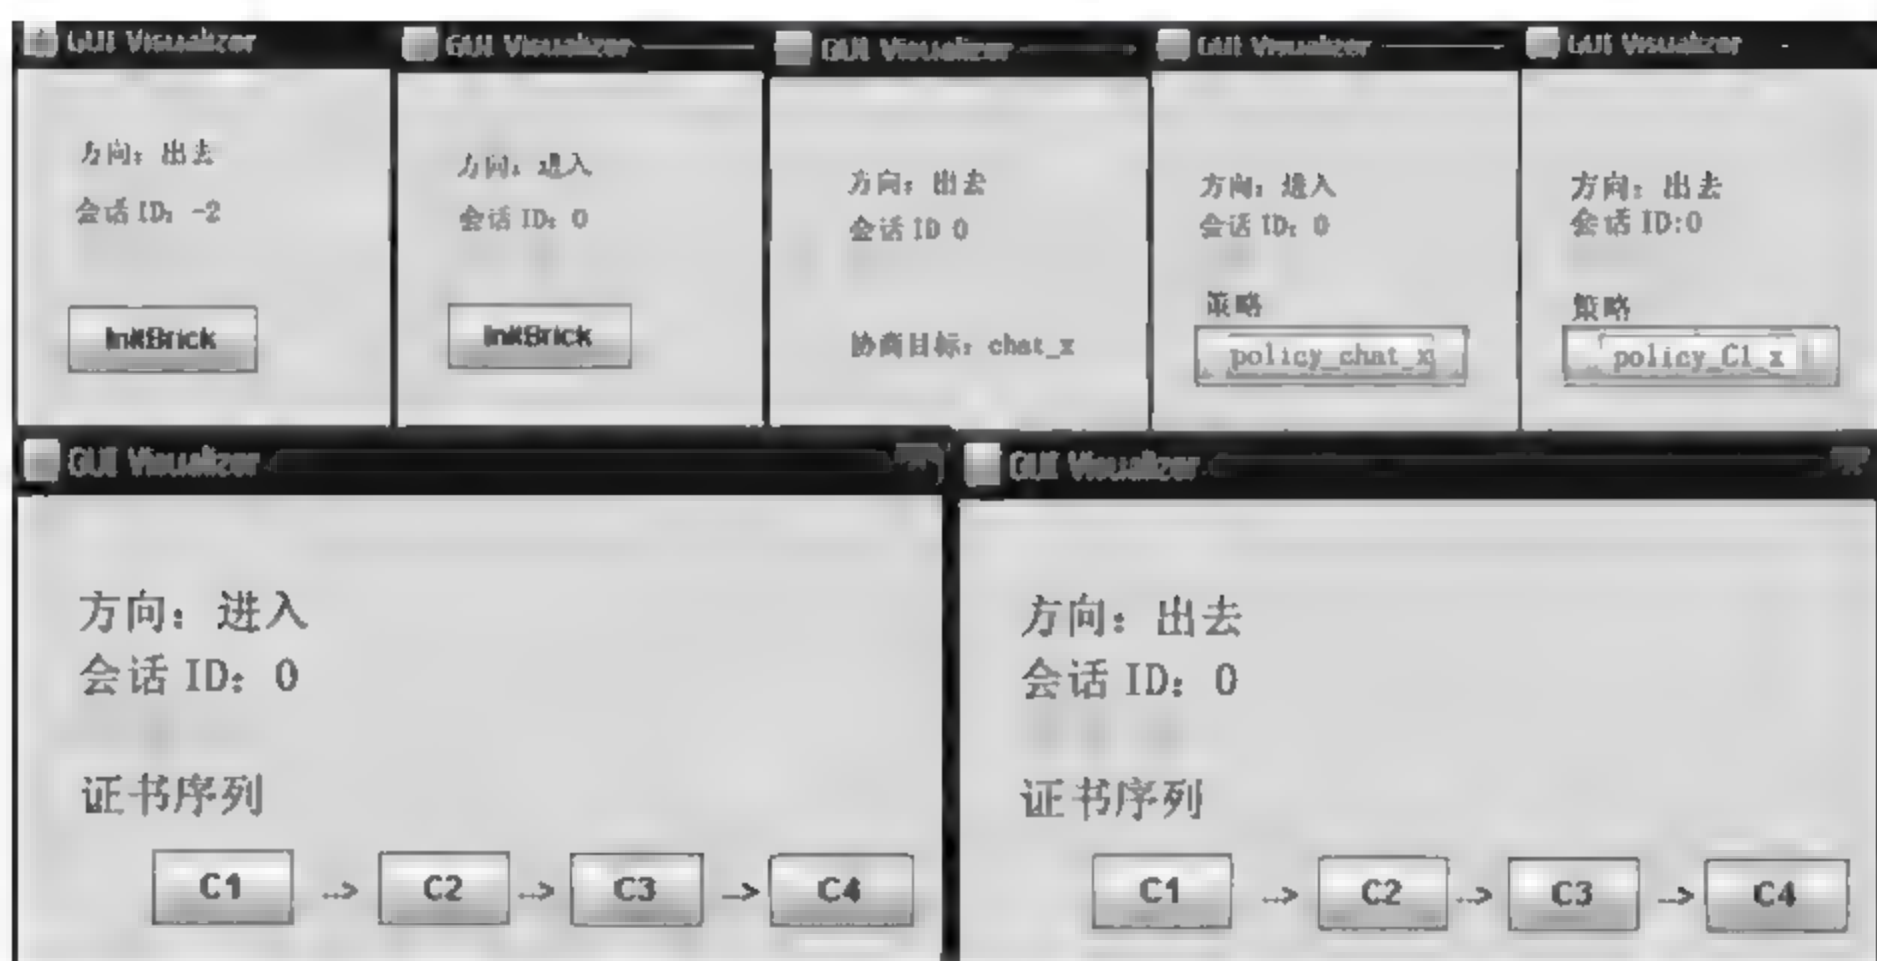 GUI Visualizer
方向：出去
会话 ID：-2
InitBrick
GUI Visualizer
方向：进入
会话 ID：0
InitBrick
GUI Visualizer
方向：出去
会话 ID 0
协商目标：chat_x
GUI Visualizer
方向：进入
会话 ID：0
策略
policy_chat_x
GUI Visualizer
方向：出去
会话 ID:0
策略
policy_C1_x
GUI Visualizer
方向：进入
会话 ID：0
证书序列
C1 --> C2 --> C3 --> C4
GUI Visualizer
方向：出去
会话 ID：0
证书序列
C1 --> C2 --> C3 --> C4